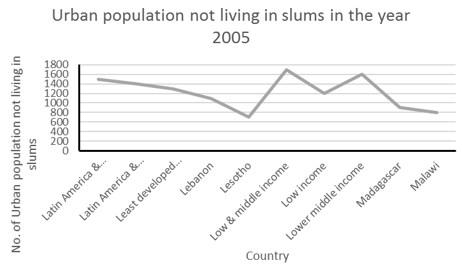 Urban population not living in slums in the year
2005
No. of Urban population not living in
slums
1800
1600
1400
1200
1000
800
600
400
200
0
Latin America &...
Latin America &...
Least developed...
Lebanon
Lesotho
Low & middle income
Low income
Lower middle income
Madagascar
Malawi
Country